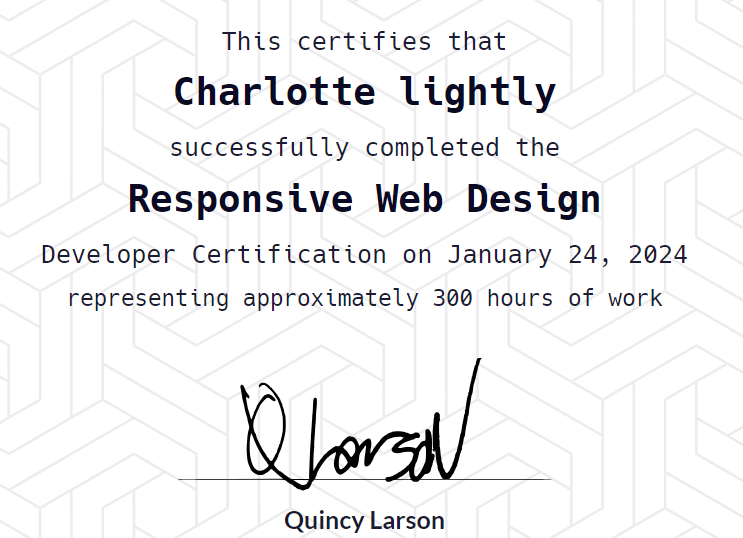 This certifies that
Charlotte lightly
successfully completed the
Responsive Web Design
Developer Certification on January 24, 2024
representing approximately 300 hours of work
QLarson
Quincy Larson